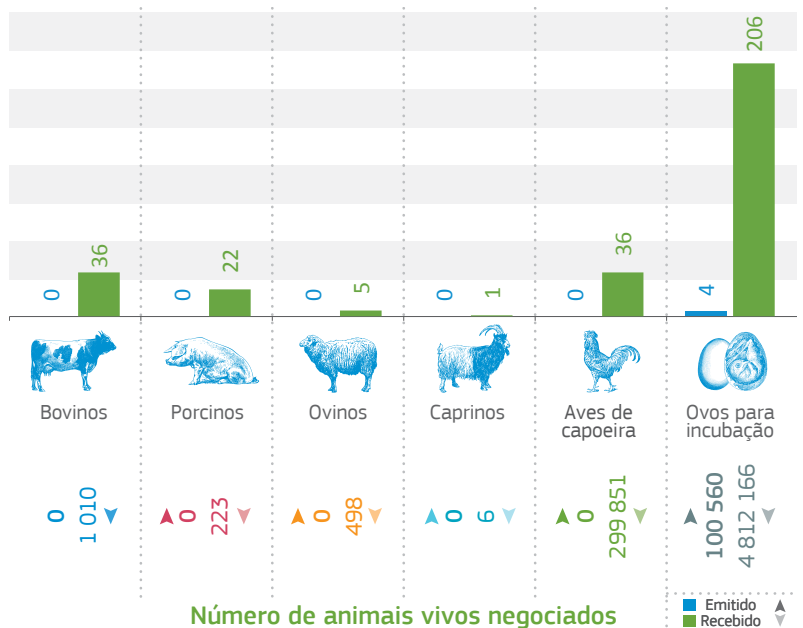 0 36
0 22
0 5
0 1
0 36
4 206
Bovinos
Porcinos
Ovinos
Caprinos
Aves de
capoeira
Ovos para
incubação
0
1 010
0
223
0
498
0
6
0
299 851
100 560
4 812 166
Número de animais vivos negociados
Emitido
Recebido